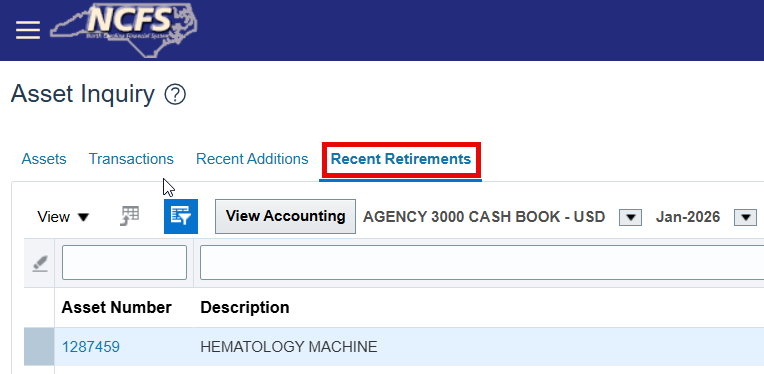 NCFS
North Carolina Financial System
Asset Inquiry ?
Assets Transactions Recent Additions Recent Retirements
View View Accounting AGENCY 3000 CASH BOOK - USD Jan-2026
Asset Number Description
1287459 HEMATOLOGY MACHINE